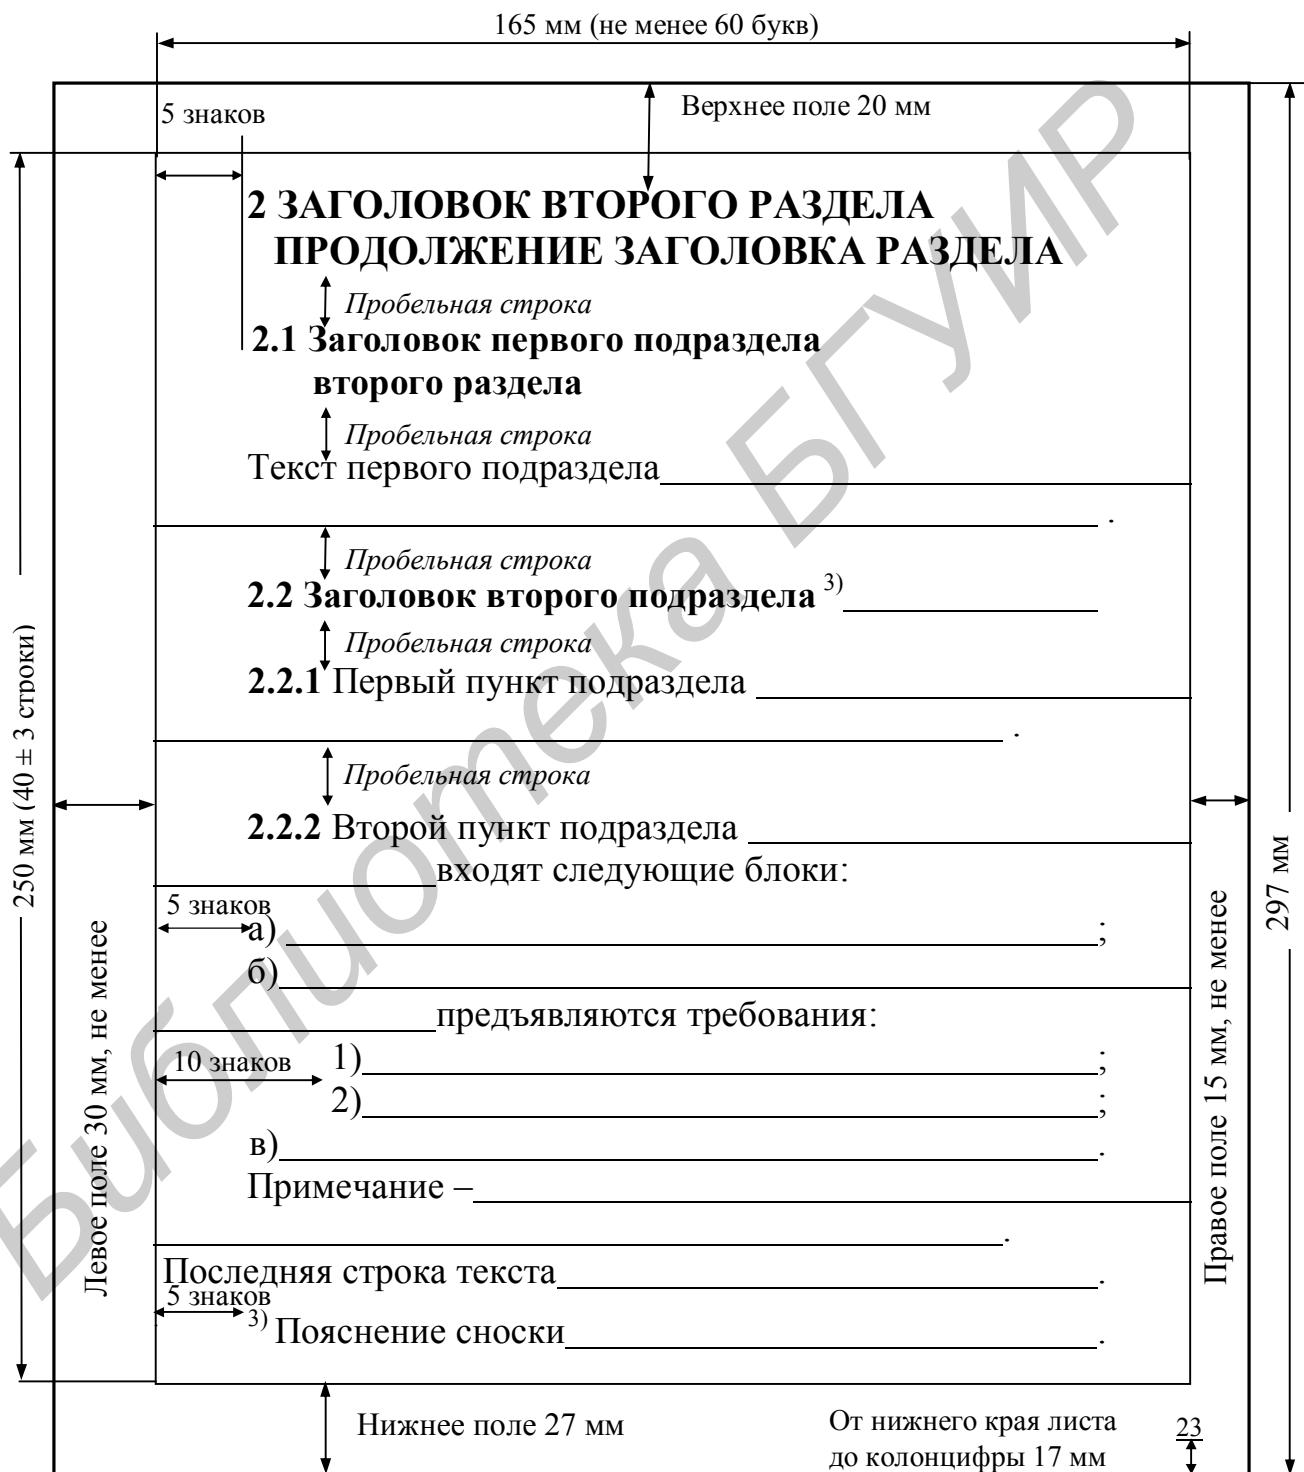 165 мм (не менее 60 букв)
5 знаков
Верхнее поле 20 мм
2 ЗАГОЛОВОК ВТОРОГО РАЗДЕЛА
ПРОДОЛЖЕНИЕ ЗАГОЛОВКА РАЗДЕЛА
Пробельная строка
2.1 Заголовок первого подраздела
второго раздела
Пробельная строка
Текст первого подраздела
.
Пробельная строка
2.2 Заголовок второго подраздела 3)
Пробельная строка
2.2.1 Первый пункт подраздела
.
Пробельная строка
2.2.2 Второй пункт подраздела
входят следующие блоки:
5 знаков
а) ;
б)
предъявляются требования:
10 знаков
1) ;
2) ;
в) .
Примечание –
.
Последняя строка текста .
5 знаков
3) Пояснение сноски .
Нижнее поле 27 мм
От нижнего края листа
до колонцифры 17 мм
23
250 мм (40 ± 3 строки)
Левое поле 30 мм, не менее
Правое поле 15 мм, не менее
297 мм
Библиотека БГУИР